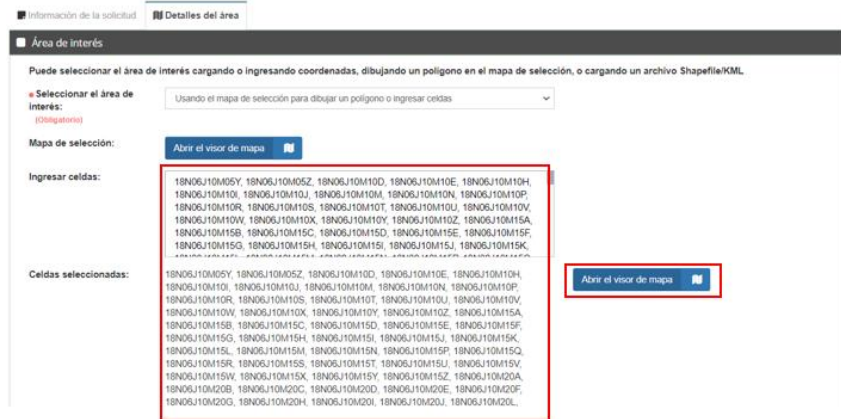 Información de la solicitud
Detalles del área
Área de interés
Puede seleccionar el área de interés cargando o ingresando coordenadas, dibujando un polígono en el mapa de selección, o cargando un archivo Shapefile/KML
Seleccionar el área de interés:
(Obligatorio)
Usando el mapa de selección para dibujar un polígono o ingresar celdas
Mapa de selección:
Abrir el visor de mapa
Ingresar celdas:
18N06J10M05Y, 18N06J10M05Z, 18N06J10M10D, 18N06J10M10E, 18N06J10M10H,
18N06J10M10I, 18N06J10M10J, 18N06J10M10M, 18N06J10M10N, 18N06J10M10P,
18N06J10M10R, 18N06J10M10S, 18N06J10M10T, 18N06J10M10U, 18N06J10M10V,
18N06J10M10W, 18N06J10M10X, 18N06J10M10Y, 18N06J10M10Z, 18N06J10M15A,
18N06J10M15B, 18N06J10M15C, 18N06J10M15D, 18N06J10M15E, 18N06J10M15F,
18N06J10M15G, 18N06J10M15H, 18N06J10M15I, 18N06J10M15J, 18N06J10M15K,
Celdas seleccionadas:
18N06J10M05Y, 18N06J10M05Z, 18N06J10M10D, 18N06J10M10E, 18N06J10M10H,
18N06J10M10I, 18N06J10M10J, 18N06J10M10M, 18N06J10M10N, 18N06J10M10P,
18N06J10M10R, 18N06J10M10S, 18N06J10M10T, 18N06J10M10U, 18N06J10M10V,
18N06J10M10W, 18N06J10M10X, 18N06J10M10Y, 18N06J10M10Z, 18N06J10M15A,
18N06J10M15B, 18N06J10M15C, 18N06J10M15D, 18N06J10M15E, 18N06J10M15F,
18N06J10M15G, 18N06J10M15H, 18N06J10M15I, 18N06J10M15J, 18N06J10M15K,
18N06J10M15L, 18N06J10M15M, 18N06J10M15N, 18N06J10M15P, 18N06J10M15Q,
18N06J10M15R, 18N06J10M15S, 18N06J10M15T, 18N06J10M15U, 18N06J10M15V,
18N06J10M15W, 18N06J10M15X, 18N06J10M15Y, 18N06J10M15Z, 18N06J10M20A,
18N06J10M20B, 18N06J10M20C, 18N06J10M20D, 18N06J10M20E, 18N06J10M20F,
18N06J10M20G, 18N06J10M20H, 18N06J10M20I, 18N06J10M20J, 18N06J10M20L,
Abrir el visor de mapa